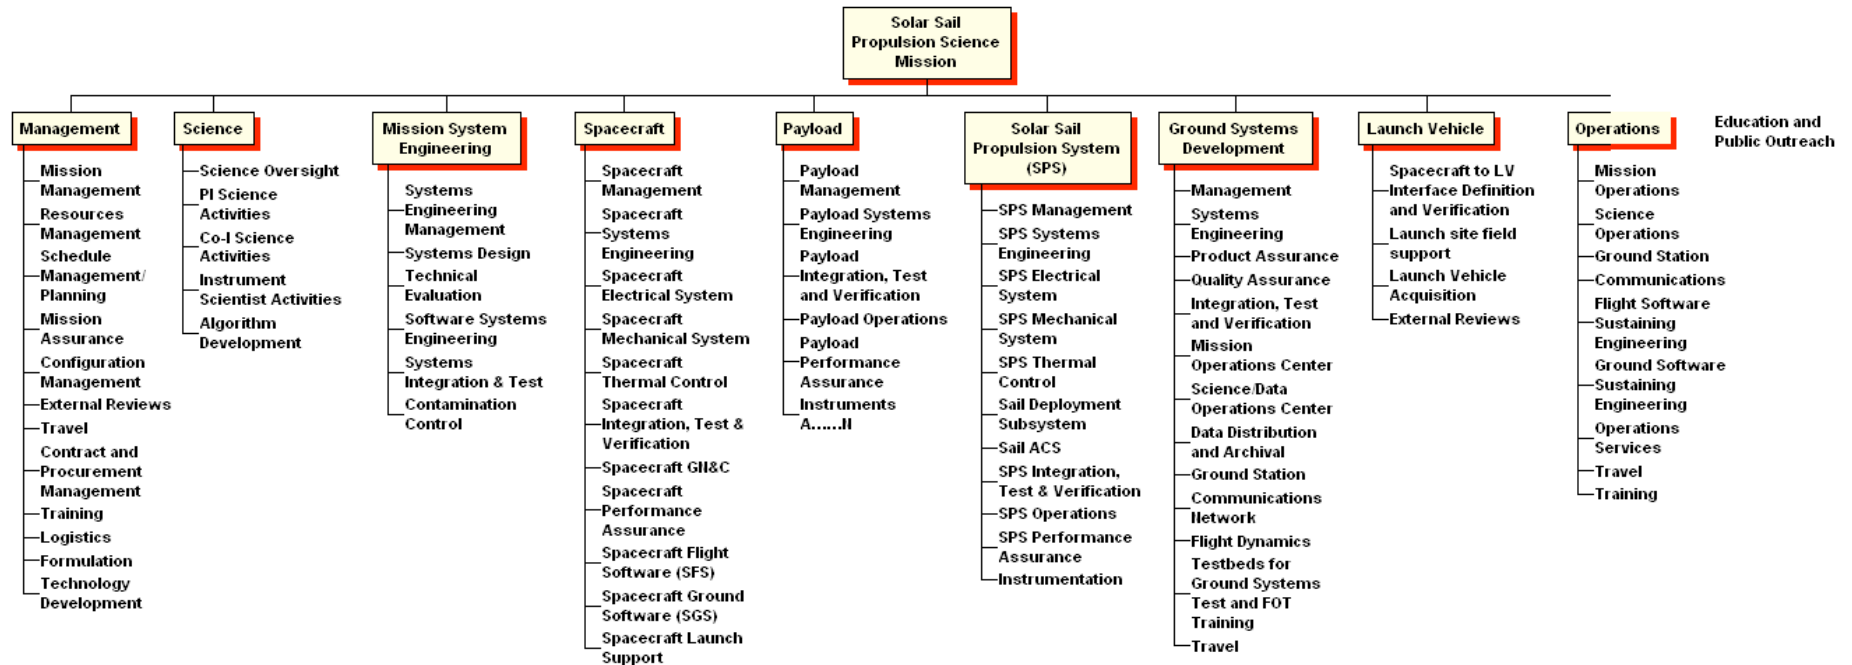 Solar Sail
Propulsion Science
Mission
Management
Mission
Management
Resources
Management
Schedule
Management/
Planning
Mission
Assurance
Configuration
Management
External Reviews
Travel
Contract and
Procurement
Management
Training
Logistics
Formulation
Technology
Development
Science
Science Oversight
PI Science
Activities
Co-I Science
Activities
Instrument
Scientist Activities
Algorithm
Development
Mission System
Engineering
Systems
Engineering
Management
Systems Design
Technical
Evaluation
Software Systems
Engineering
Systems
Integration & Test
Contamination
Control
Spacecraft
Spacecraft
Management
Spacecraft
Systems
Engineering
Spacecraft
Electrical System
Spacecraft
Mechanical System
Spacecraft
Thermal Control
Spacecraft
Integration, Test &
Verification
Spacecraft GN&C
Spacecraft
Performance
Assurance
Spacecraft Flight
Software (SFS)
Spacecraft Ground
Software (SGS)
Spacecraft Launch
Support
Payload
Payload
Management
Payload Systems
Engineering
Payload
Integration, Test
and Verification
Payload Operations
Payload
Performance
Assurance
Instruments
A......N
Solar Sail
Propulsion System
(SPS)
SPS Management
SPS Systems
Engineering
SPS Electrical
System
SPS Mechanical
System
SPS Thermal
Control
Sail Deployment
Subsystem
Sail ACS
SPS Integration,
Test & Verification
SPS Operations
SPS Performance
Assurance
Instrumentation
Ground Systems
Development
Management
Systems
Engineering
Product Assurance
Quality Assurance
Integration, Test
and Verification
Mission
Operations Center
Science/Data
Operations Center
Data Distribution
and Archival
Ground Station
Communications
Network
Flight Dynamics
Testbeds for
Ground Systems
Test and FOT
Training
Travel
Launch Vehicle
Spacecraft to LV
Interface Definition
and Verification
Launch site field
support
Launch Vehicle
Acquisition
External Reviews
Operations
Mission
Operations
Science
Operations
Ground Station
Communications
Flight Software
Sustaining
Engineering
Ground Software
Sustaining
Engineering
Operations
Services
Travel
Training
Education and
Public Outreach